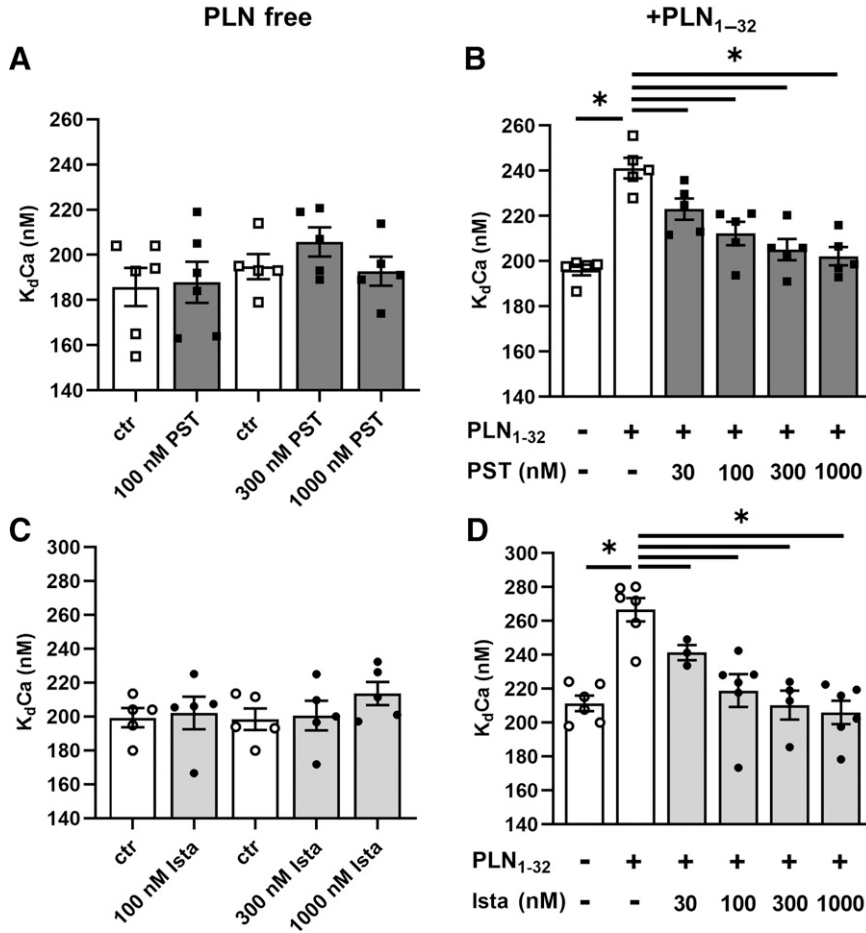 PLN free
+PLN1–32
A
K_dCa (nM)
260
240
220
200
180
160
140
ctr
100 nM PST
ctr
300 nM PST
1000 nM PST
B
K_dCa (nM)
260
240
220
200
180
160
140
*
*
PLN1-32 - + + + + +
PST (nM) - - 30 100 300 1000
C
K_dCa (nM)
300
280
260
240
220
200
180
160
140
ctr
100 nM Ista
ctr
300 nM Ista
1000 nM Ista
D
K_dCa (nM)
300
280
260
240
220
200
180
160
140
*
*
PLN1-32 - + + + + +
Ista (nM) - - 30 100 300 1000